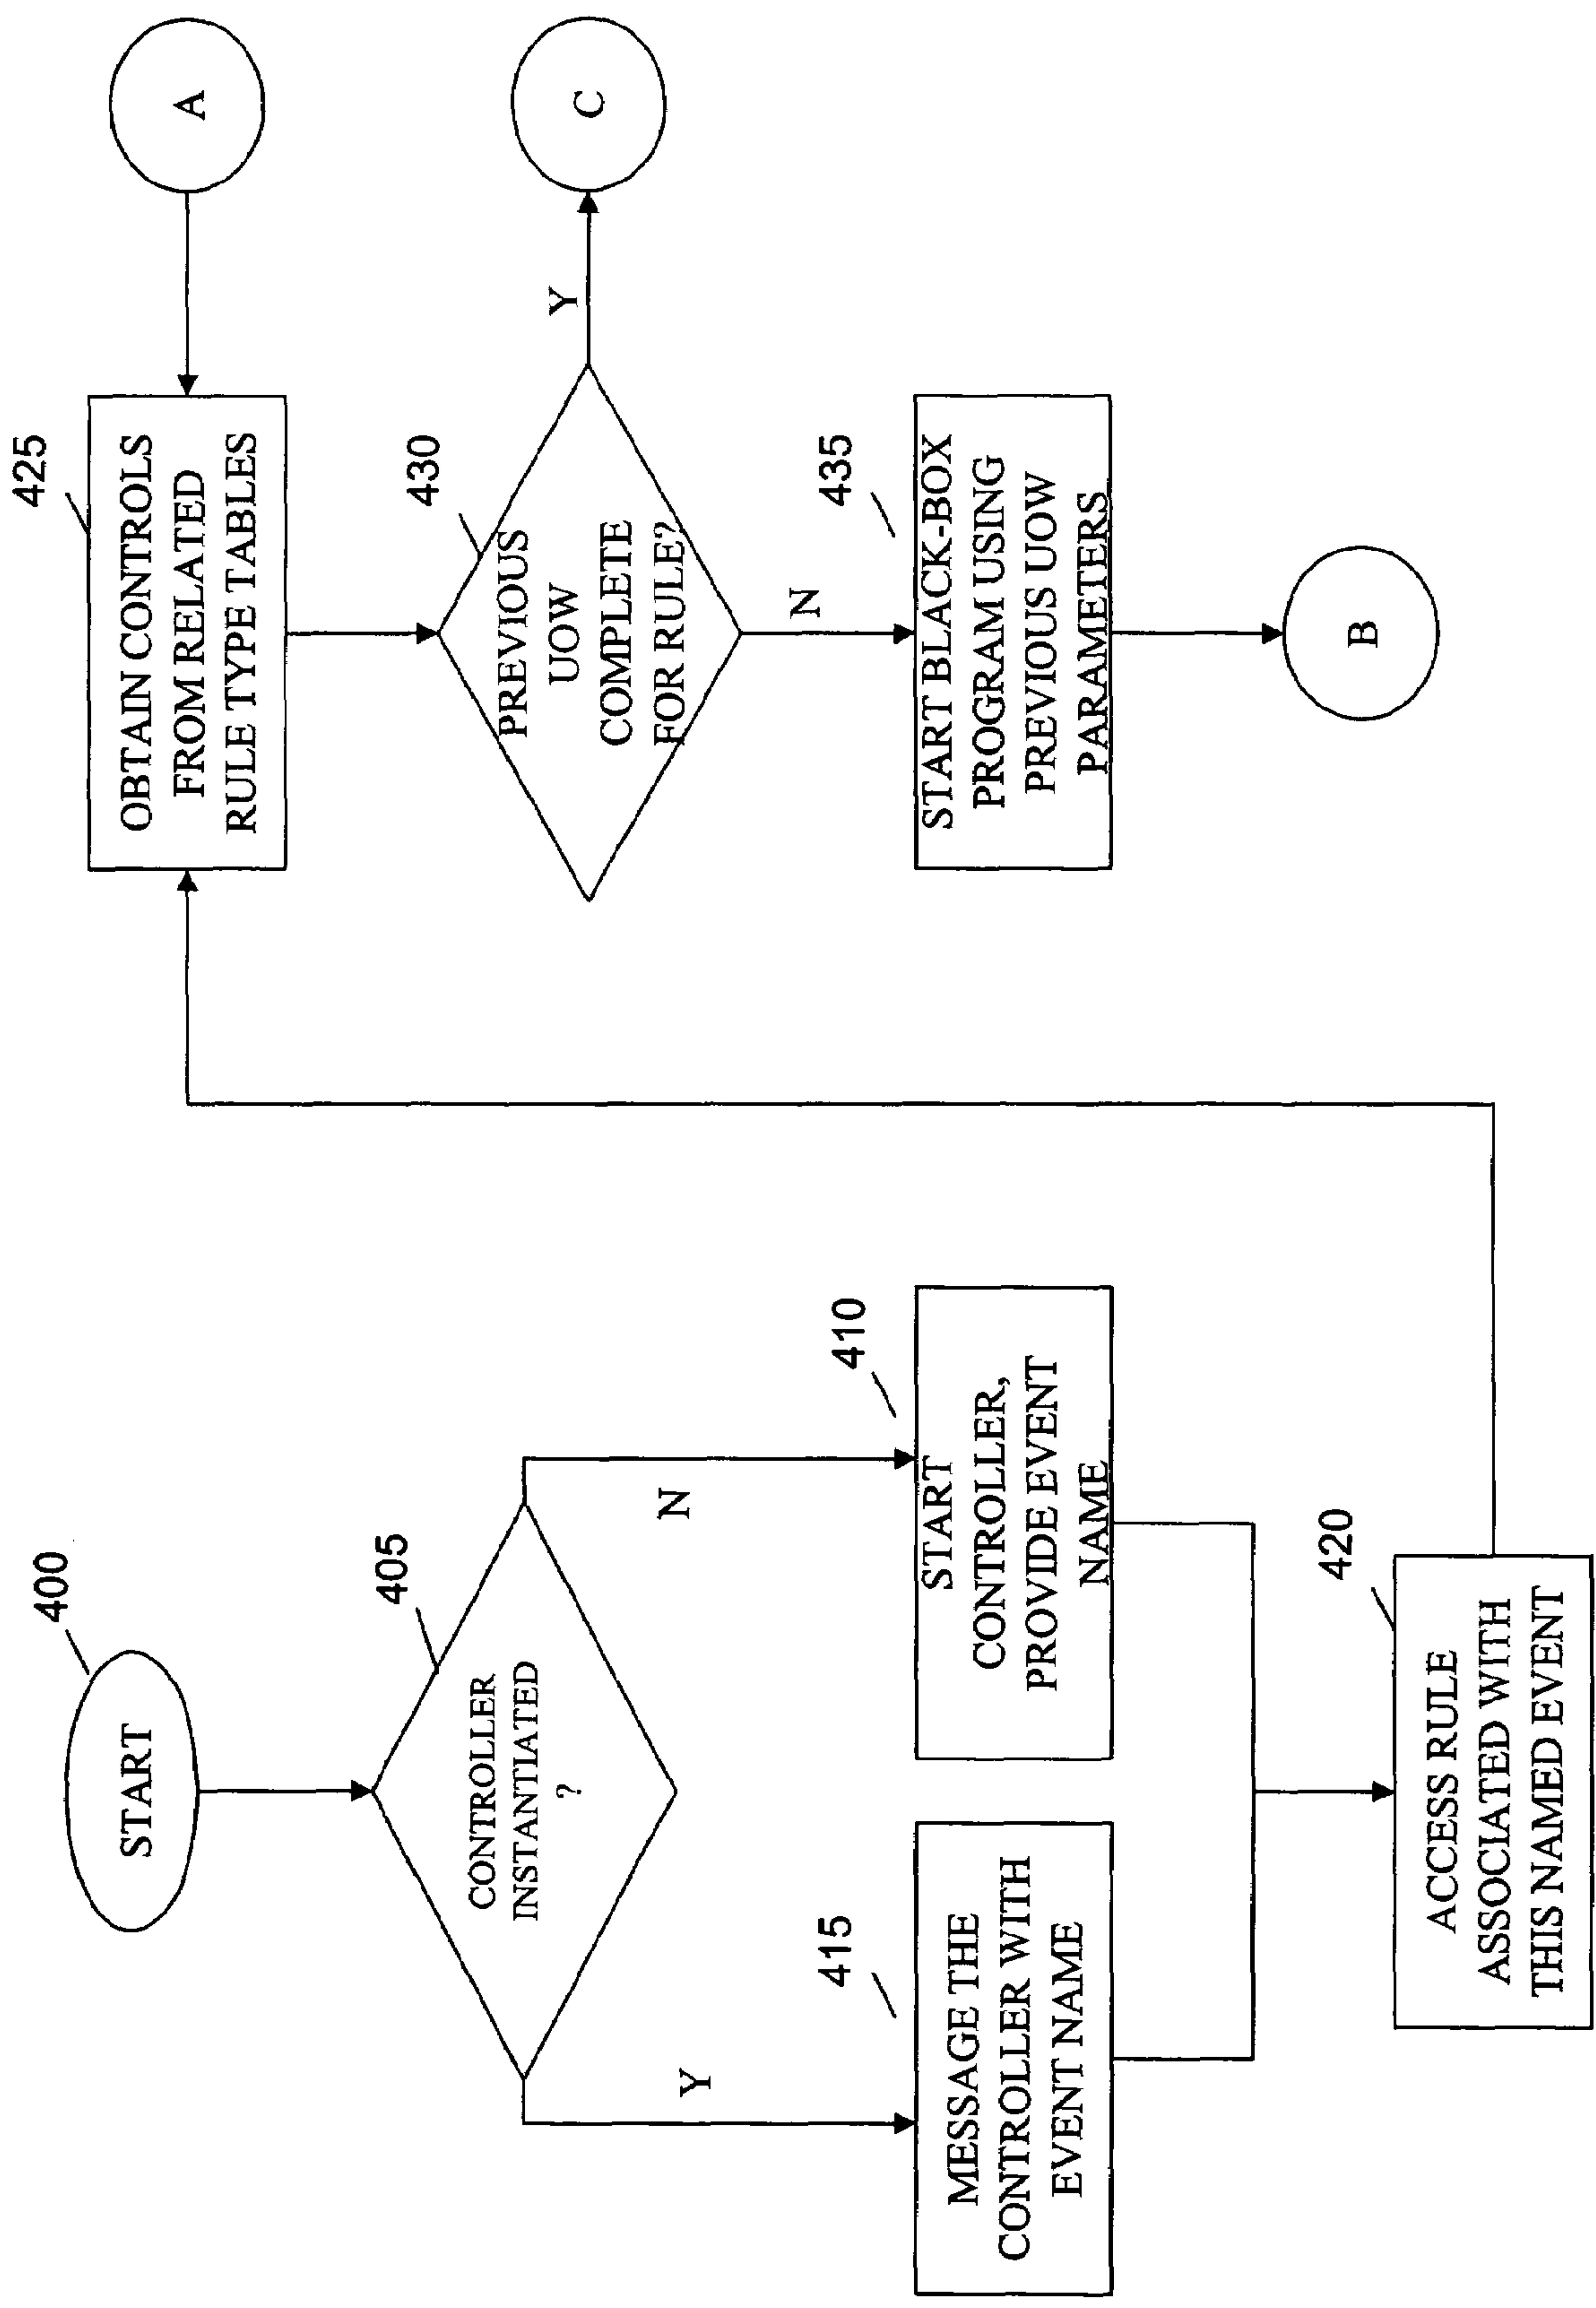 400
START
405
CONTROLLER
INSTANTIATED
?
Y
N
415
MESSAGE THE
CONTROLLER WITH
EVENT NAME
410
START
CONTROLLER,
PROVIDE EVENT
NAME
420
ACCESS RULE
ASSOCIATED WITH
THIS NAMED EVENT
425
OBTAIN CONTROLS
FROM RELATED
RULE TYPE TABLES
A
430
PREVIOUS
UOW
COMPLETE
FOR RULE?
Y
C
N
435
START BLACK-BOX
PROGRAM USING
PREVIOUS UOW
PARAMETERS
B